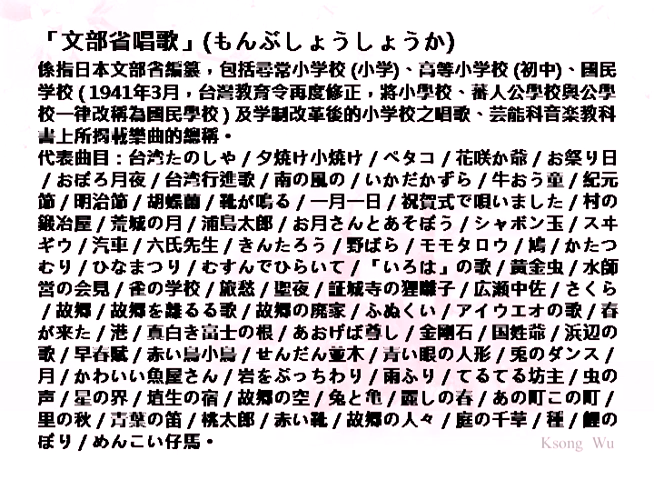 「文部省唱歌」(もんぶしょうしょうか)
係指日本文部省編纂，包括尋常小学校 (小学)、高等小学校 (初中)、國民
学校 ( 1941年3月，台灣教育令再度修正，將小學校、蕃人公學校與公學
校一律改稱為國民學校 ) 及学制改革後的小学校之唱歌、芸能科音楽教科
書上所揭載樂曲的總稱。
代表曲目：台湾たのしや / 夕焼け小焼け / ペタコ / 花咲か爺 / お祭り日
/ おぼろ月夜 / 台湾行進歌 / 南の風の / いかだかずら / 牛おう童 / 紀元
節 / 明治節 / 胡蝶蘭 / 靴が鳴る / 一月一日 / 祝賀式で唄いました / 村の
鍛冶屋 / 荒城の月 / 浦島太郎 / お月さんとあそぼう / シャボン玉 / スヰ
ギウ / 汽車 / 六氏先生 / きんたろう / 野ばら / モモタロウ / 鳩 / かたつ
むり / ひなまつり / むすんでひらいて / 「いろは」の歌 / 黄金虫 / 水師
営の会見 / 雀の学校 / 旅愁 / 聖夜 / 証城寺の狸囃子 / 広瀬中佐 / さくら
/ 故郷 / 故郷を離るる歌 / 故郷の廃家 / ふぬくい / アイウエオの歌 / 春
が来た / 港 / 真白き富士の根 / あおげば尊し / 金剛石 / 国姓爺 / 浜辺の
歌 / 早春賦 / 赤い鳥小鳥 / せんだん並木 / 青い眼の人形 / 兎のダンス /
月 / かわいい魚屋さん / 岩をぶっちわり / 雨ふり / てるてる坊主 / 虫の
声 / 星の界 / 埴生の宿 / 故郷の空 / 兔と亀 / 麗しの春 / あの町この町 /
里の秋 / 青葉の笛 / 桃太郎 / 赤い靴 / 故郷の人々 / 庭の千草 / 種 / 鯉の
ぼり / めんこい仔馬。
Ksong Wu